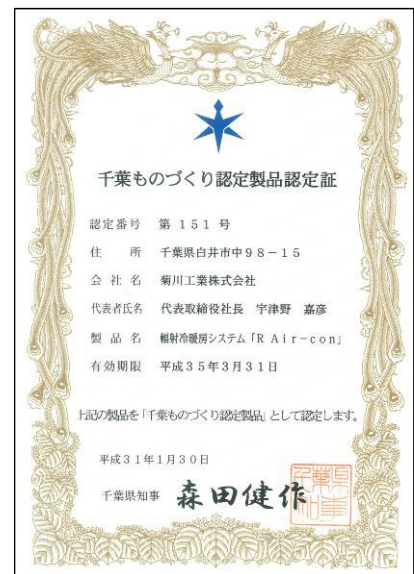 千葉ものづくり認定製品認定証
認定番号 第 151 号
住 所 千葉県白井市中98-15
会 社 名 菊川工業株式会社
代表者氏名 代表取締役社長 宇津野 嘉彦
製 品 名 輻射冷暖房システム「R Air-con」
有効期限 平成35年3月31日
上記の製品を「千葉ものづくり認定製品」として認定します。
平成31年1月30日
千葉県知事 森田健作